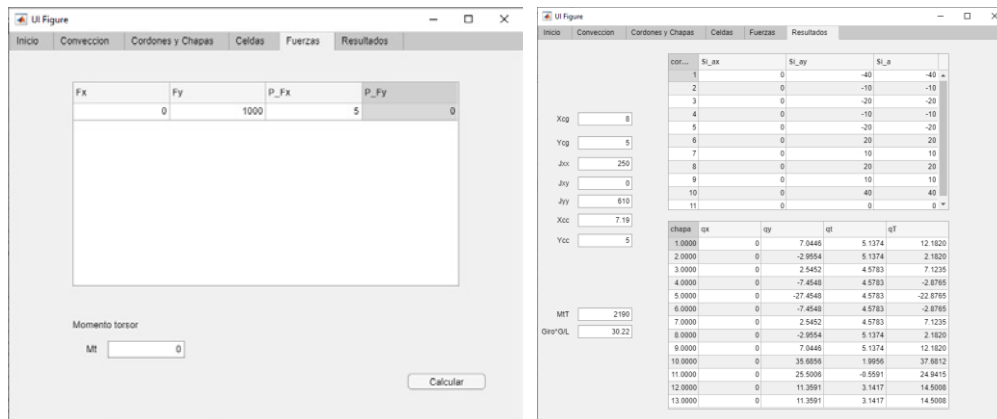 UI Figure
Inicio Conveccion Cordones y Chapas Celdas Fuerzas Resultados
Fx Fy P_Fx P_Fy
0 1000 5 0
Momento torsor
Mt 0
Calcular
UI Figure
Inicio Conveccion Cordones y Chapas Celdas Fuerzas Resultados
Xcg 8
Ycg 5
Jxx 250
Jxy 0
Jyy 610
Xcc 7.19
Ycc 5
MtT 2190
Giro*G/L 30.22
cor... Si_ax Si_ay Si_a
1 0 -40 -40
2 0 -10 -10
3 0 -20 -20
4 0 -10 -10
5 0 -20 -20
6 0 20 20
7 0 10 10
8 0 20 20
9 0 10 10
10 0 40 40
11 0 0 0
chapa qx qy qt qT
1.0000 0 7.0446 5.1374 12.1820
2.0000 0 -2.9554 5.1374 2.1820
3.0000 0 2.5452 4.5783 7.1235
4.0000 0 -7.4548 4.5783 -2.8765
5.0000 0 -27.4548 4.5783 -22.8765
6.0000 0 -7.4548 4.5783 -2.8765
7.0000 0 2.5452 4.5783 7.1235
8.0000 0 -2.9554 5.1374 2.1820
9.0000 0 7.0446 5.1374 12.1820
10.0000 0 35.6856 1.9956 37.6812
11.0000 0 25.5006 -0.5591 24.9415
12.0000 0 11.3591 3.1417 14.5008
13.0000 0 11.3591 3.1417 14.5008